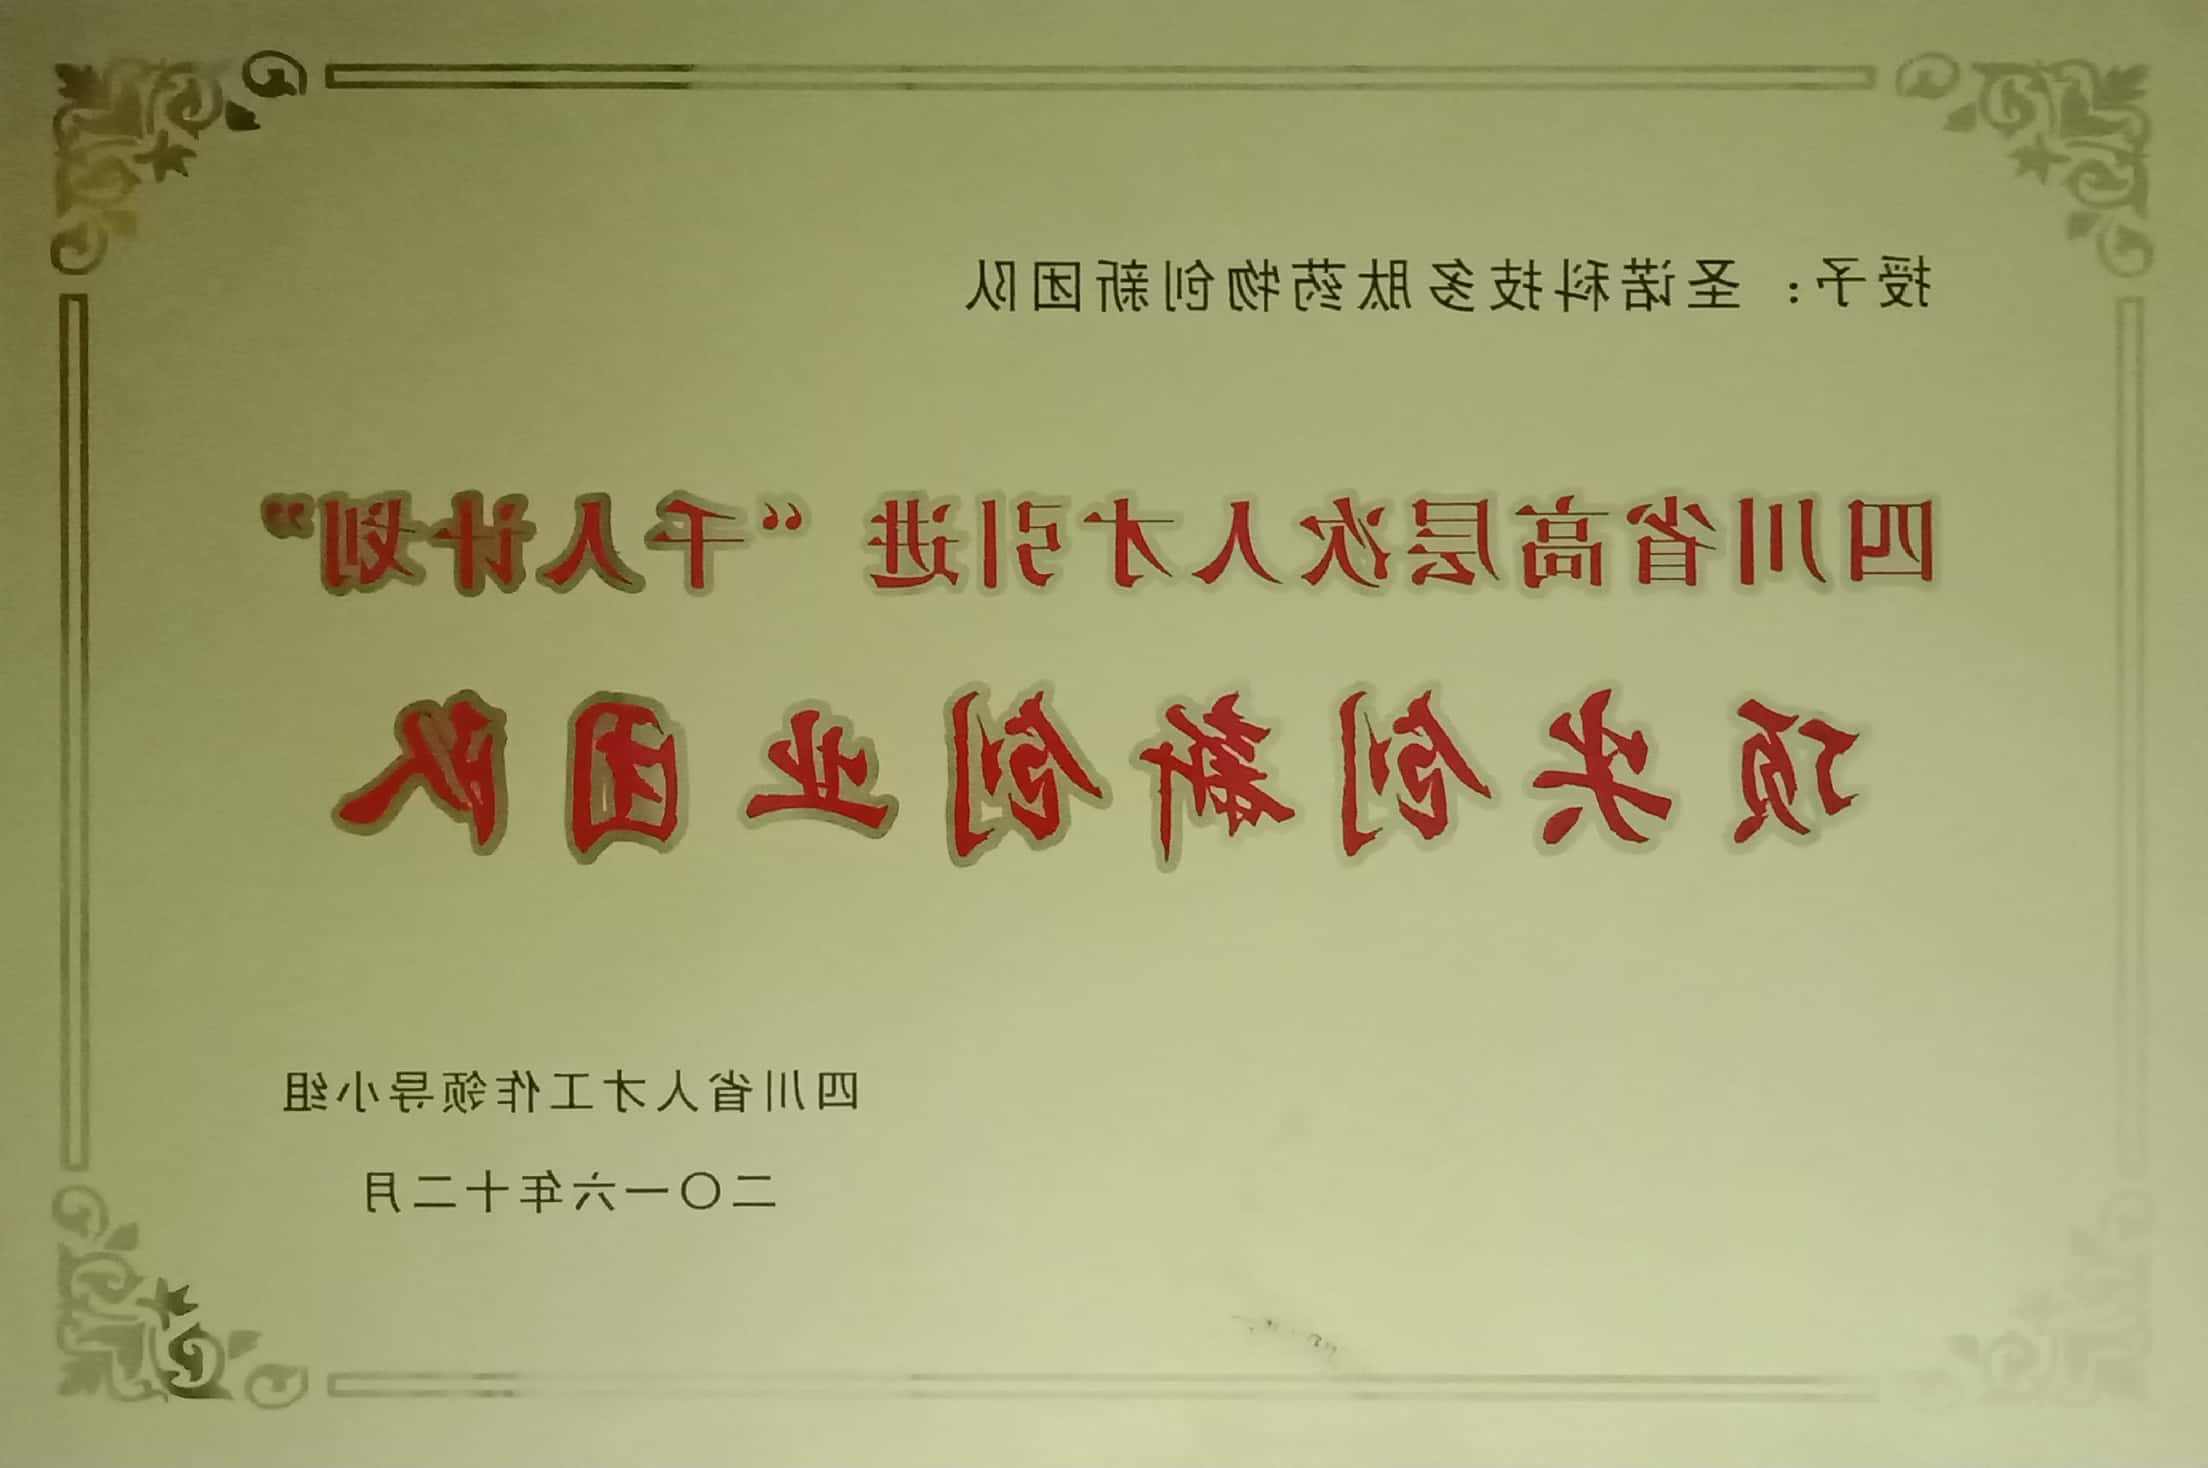 授予：圣诺科技多肽药物创新团队
四川省高层次人才引进“千人计划”
顶尖创新创业团队
四川省人才工作领导小组
二〇一六年十二月